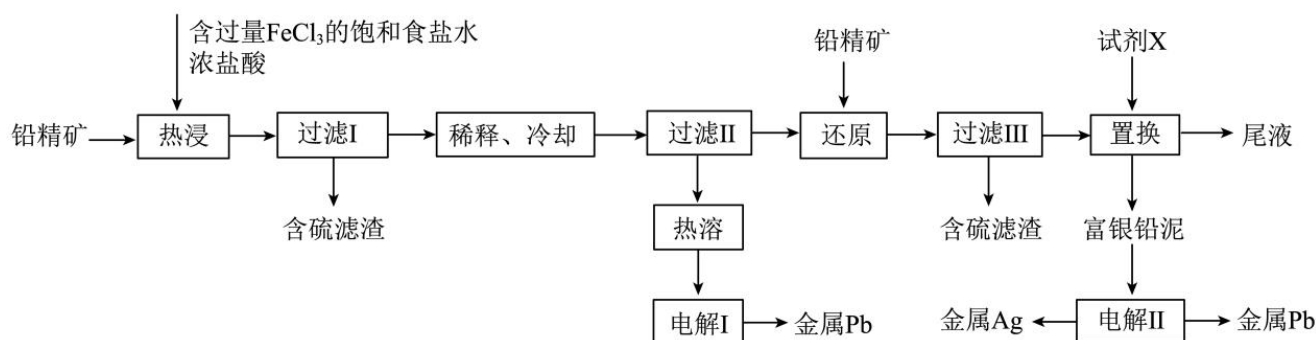 含过量FeCl₃的饱和食盐水
浓盐酸
铅精矿
试剂X
铅精矿
热浸
过滤I
稀释、冷却
过滤II
还原
过滤III
置换
尾液
含硫滤渣
热溶
含硫滤渣
富银铅泥
电解I
金属Pb
金属Ag
电解II
金属Pb